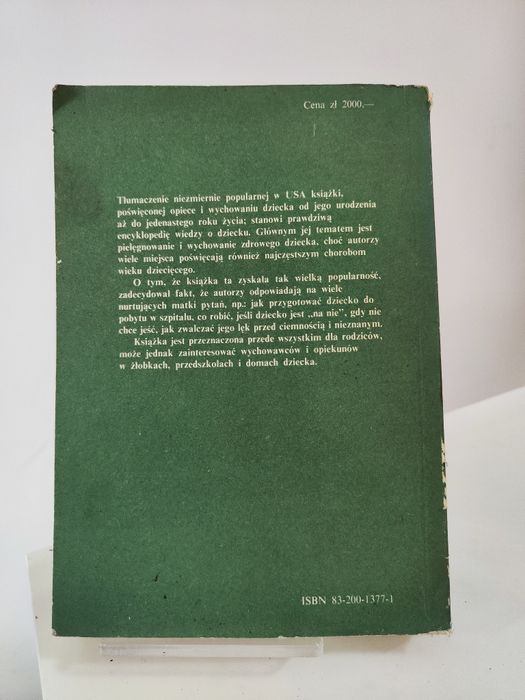 Cena zł 2000,—
Tłumaczenie niezmiernie popularnej w USA książki,
poświęconej opiece i wychowaniu dziecka od jego urodzenia
aż do jedenastego roku życia; stanowi prawdziwą
encyklopedię wiedzy o dziecku. Głównym jej tematem jest
pielęgnowanie i wychowanie zdrowego dziecka, choć autorzy
wiele miejsca poświęcają również najczęstszym chorobom
wieku dziecięcego.
O tym, że książka ta zyskała tak wielką popularność,
zadecydował fakt, że autorzy odpowiadają na wiele
nurtujących matki pytań, np.: jak przygotować dziecko do
pobytu w szpitalu, co robić, jeśli dziecko jest „na nie", gdy nie
chce jeść, jak zwalczać jego lęk przed ciemnością i nieznanym.
Książka jest przeznaczona przede wszystkim dla rodziców,
może jednak zainteresować wychowawców i opiekunów
w żłobkach, przedszkolach i domach dziecka.
ISBN 83-200-1377-1